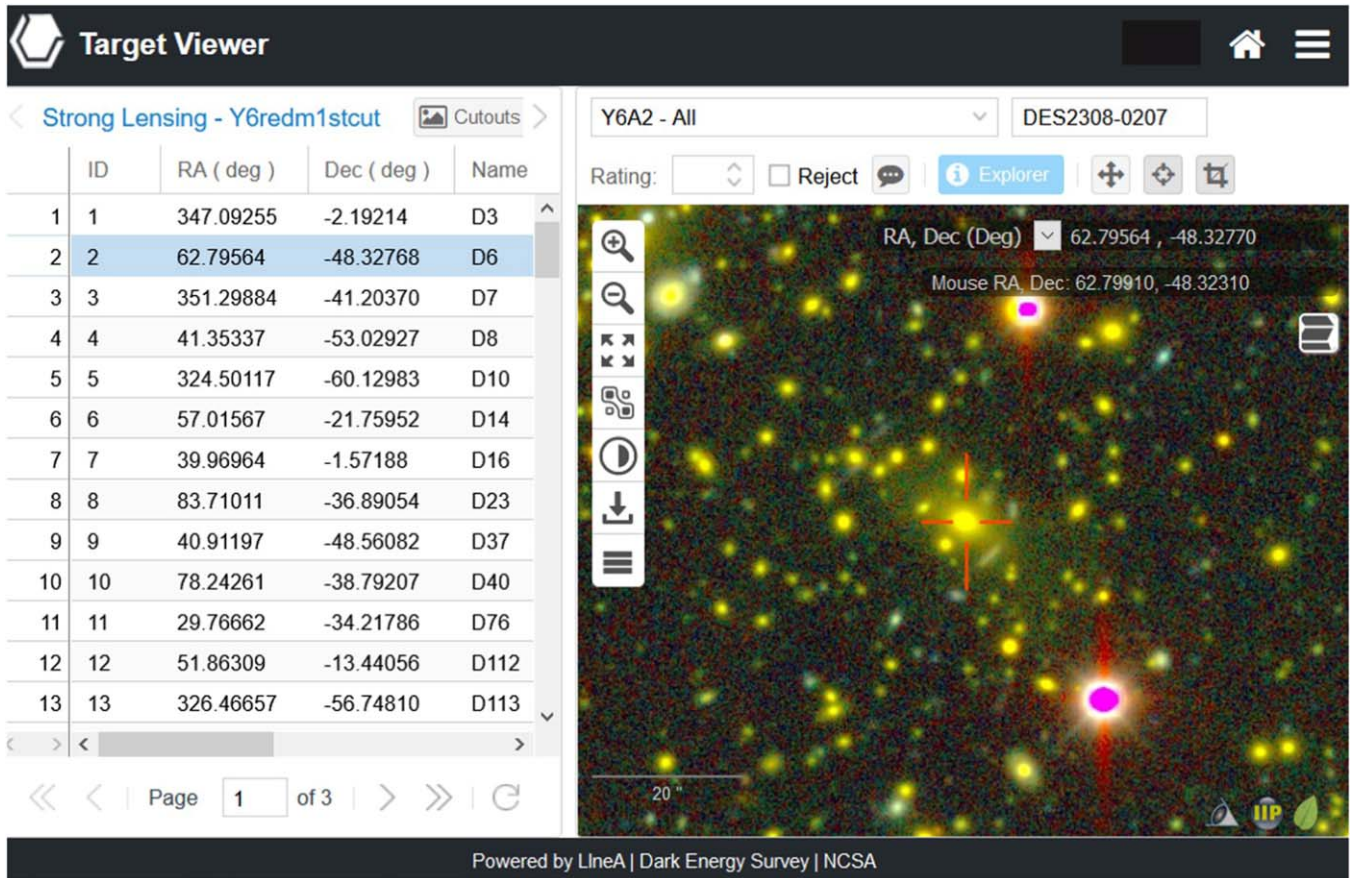 Target Viewer
Strong Lensing - Y6redm1stcut Cutouts
ID RA ( deg ) Dec ( deg ) Name
1 1 347.09255 -2.19214 D3
2 2 62.79564 -48.32768 D6
3 3 351.29884 -41.20370 D7
4 4 41.35337 -53.02927 D8
5 5 324.50117 -60.12983 D10
6 6 57.01567 -21.75952 D14
7 7 39.96964 -1.57188 D16
8 8 83.71011 -36.89054 D23
9 9 40.91197 -48.56082 D37
10 10 78.24261 -38.79207 D40
11 11 29.76662 -34.21786 D76
12 12 51.86309 -13.44056 D112
13 13 326.46657 -56.74810 D113
Page 1 of 3
Y6A2 - All DES2308-0207
Rating: Reject Explorer
RA, Dec (Deg) 62.79564 , -48.32770
Mouse RA, Dec: 62.79910, -48.32310
20 "
IIP
Powered by LIneA | Dark Energy Survey | NCSA